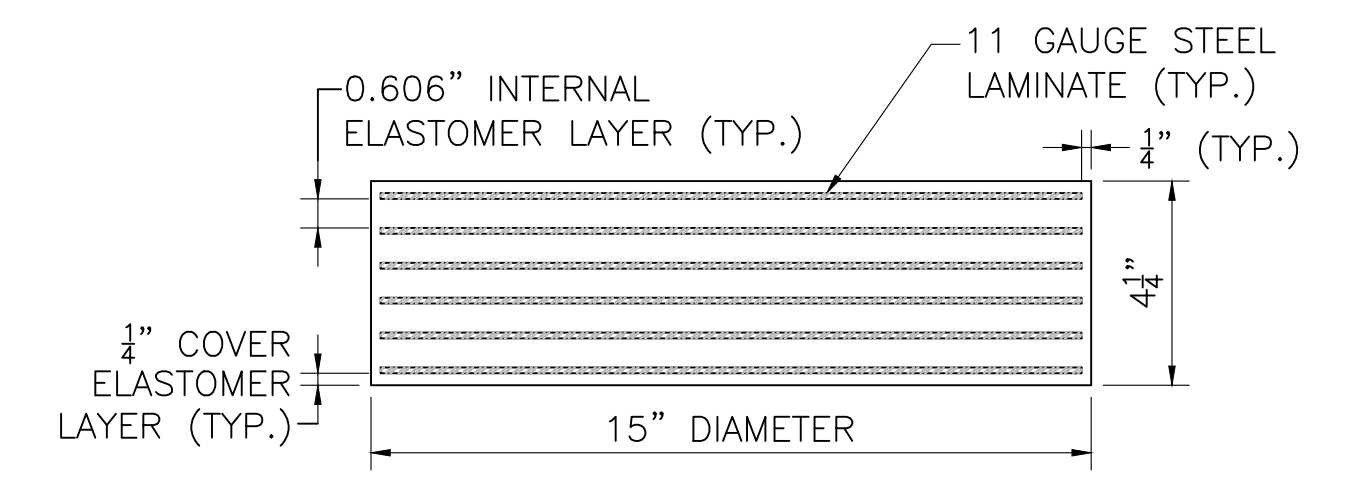 11 GAUGE STEEL
LAMINATE (TYP.)
0.606” INTERNAL
ELASTOMER LAYER (TYP.)
1/4” (TYP.)
4 1/4”
1/4” COVER
ELASTOMER
LAYER (TYP.)
15” DIAMETER